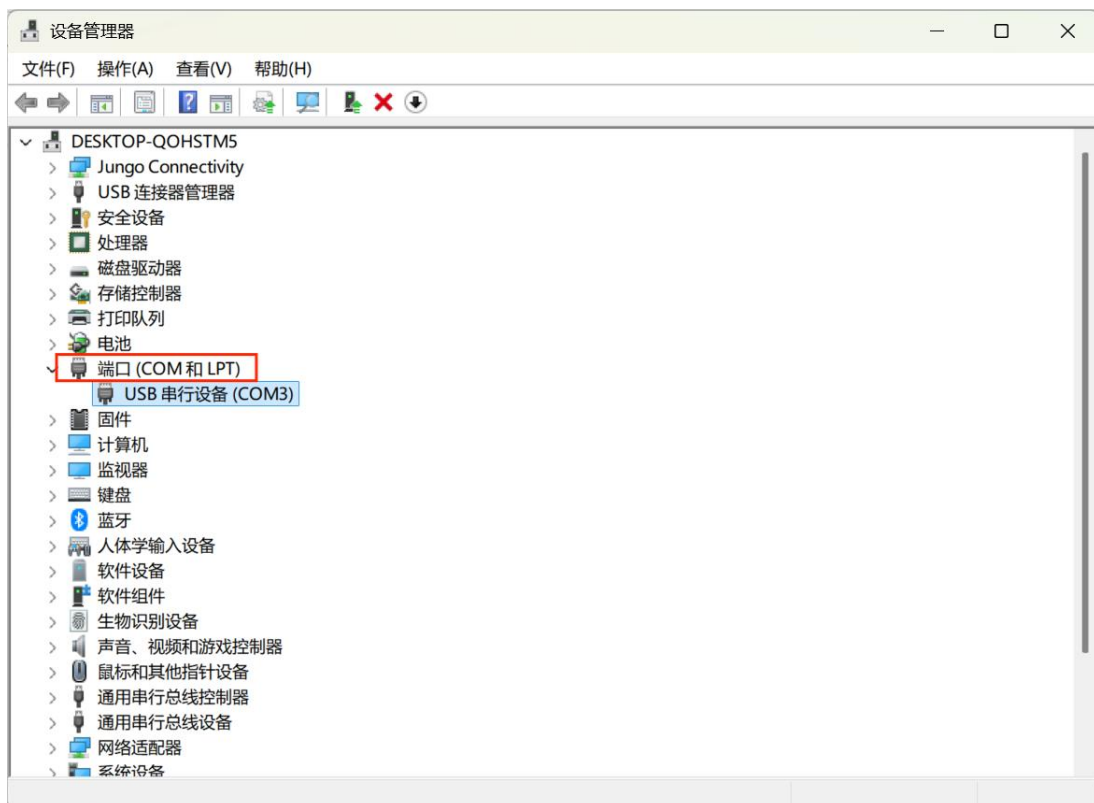 设备管理器
文件(F) 操作(A) 查看(V) 帮助(H)
DESKTOP-QOHSTM5
Jungo Connectivity
USB 连接器管理器
安全设备
处理器
磁盘驱动器
存储控制器
打印队列
电池
端口 (COM 和 LPT)
USB 串行设备 (COM3)
固件
计算机
监视器
键盘
蓝牙
人体学输入设备
软件设备
软件组件
生物识别设备
声音、视频和游戏控制器
鼠标和其他指针设备
通用串行总线控制器
通用串行总线设备
网络适配器
系统设备